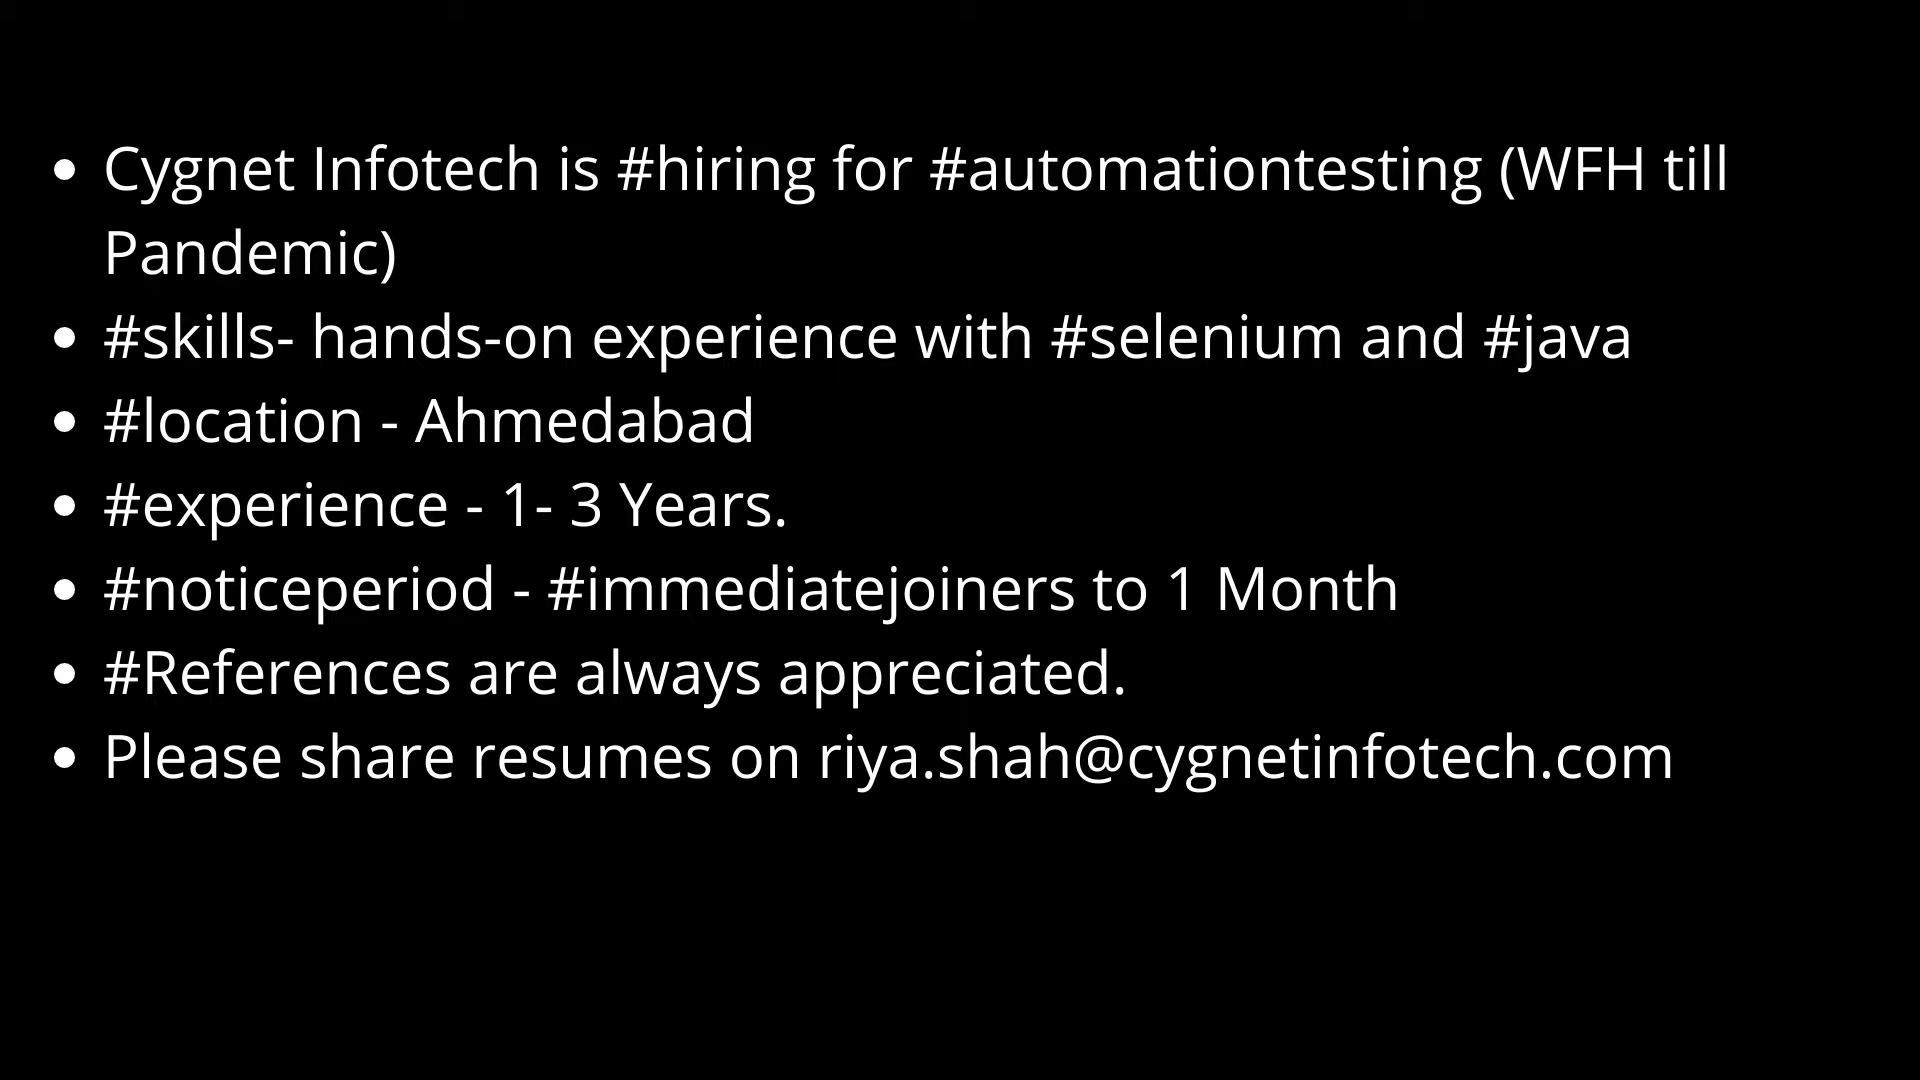 • Cygnet Infotech is #hiring for #automationtesting (WFH till
Pandemic)
• #skills- hands-on experience with #selenium and #java
• #location - Ahmedabad
• #experience - 1- 3 Years.
• #noticeperiod - #immediatejoiners to 1 Month
• #References are always appreciated.
• Please share resumes on riya.shah@cygnetinfotech.com